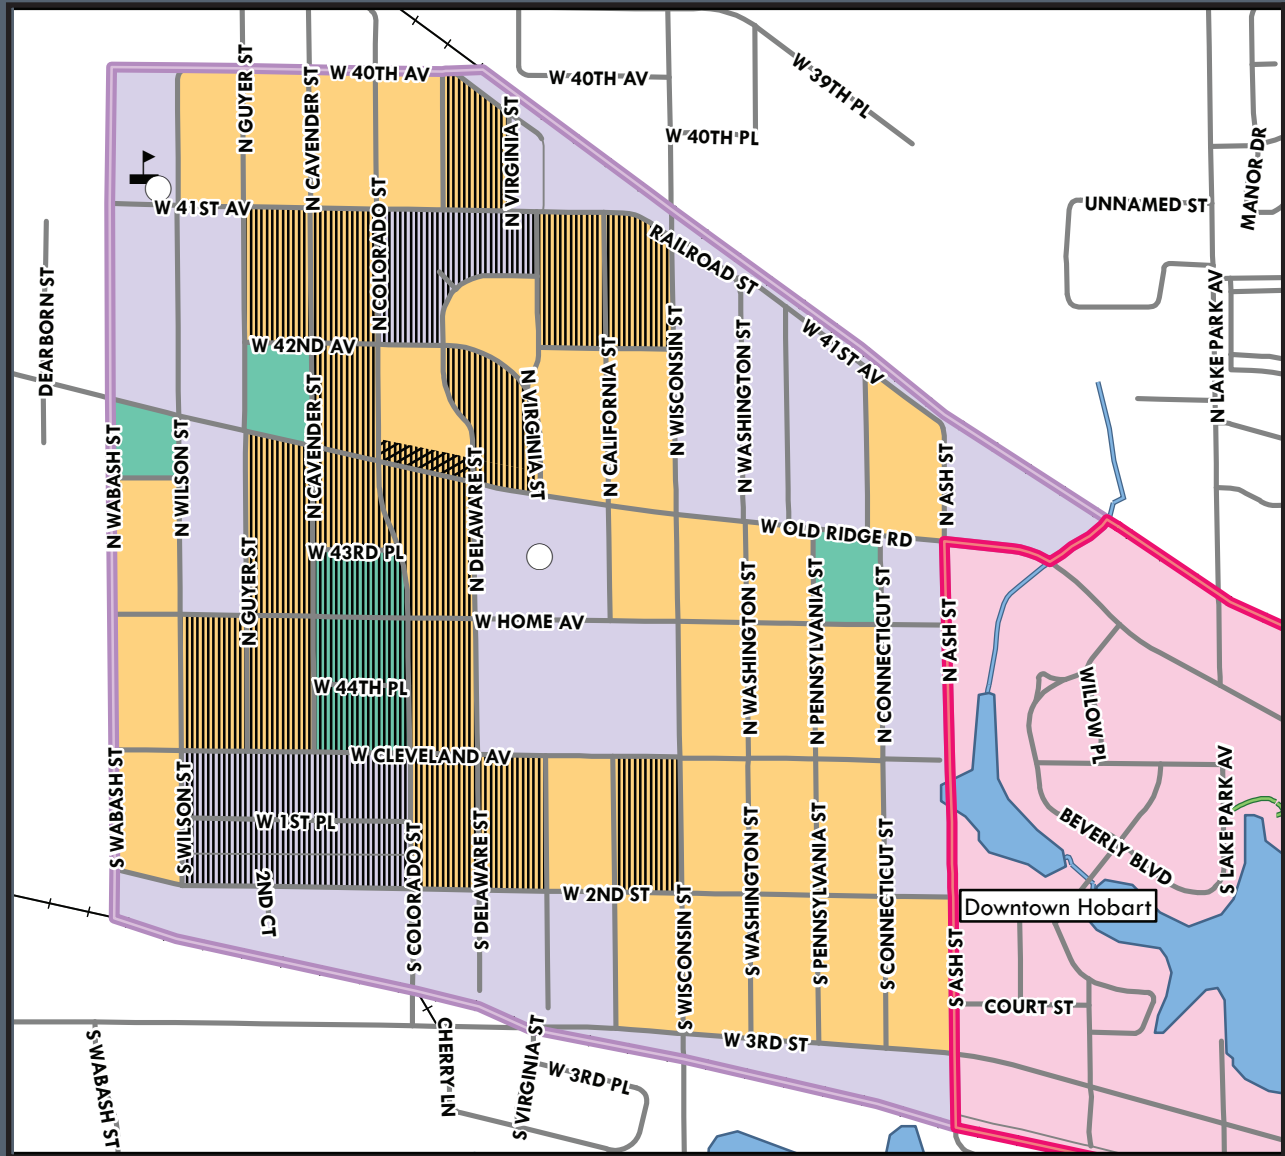 W 40TH AV
W 40TH AV
W 39TH PL
N GUYER ST
N CAVENDER ST
N VIRGINIA ST
W 40TH PL
MANOR DR
W 41ST AV
N COLORADO ST
UNNAMED ST
RAILROAD ST
DEARBORN ST
W 42ND AV
W 41ST AV
N LAKE PARK AV
N CALIFORNIA ST
N WISCONSIN ST
N WASHINGTON ST
N CAVENDER ST
N VIRGINIA ST
N WABASH ST
N WILSON ST
N DELAWARE ST
N ASH ST
W OLD RIDGE RD
W 43RD PL
N GUYER ST
W HOME AV
N WASHINGTON ST
N PENNSYLVANIA ST
N CONNECTICUT ST
N ASH ST
W 44TH PL
WILLOW PL
W CLEVELAND AV
S WABASH ST
S WILSON ST
W 1ST PL
S LAKE PARK AV
BEVERLY BLVD
2ND CT
S COLORADO ST
S DELAWARE ST
W 2ND ST
S WISCONSIN ST
S WASHINGTON ST
S PENNSYLVANIA ST
S CONNECTICUT ST
Downtown Hobart
S ASH ST
COURT ST
W 3RD ST
S WABASH ST
CHERRY LN
S VIRGINIA ST
W 3RD PL